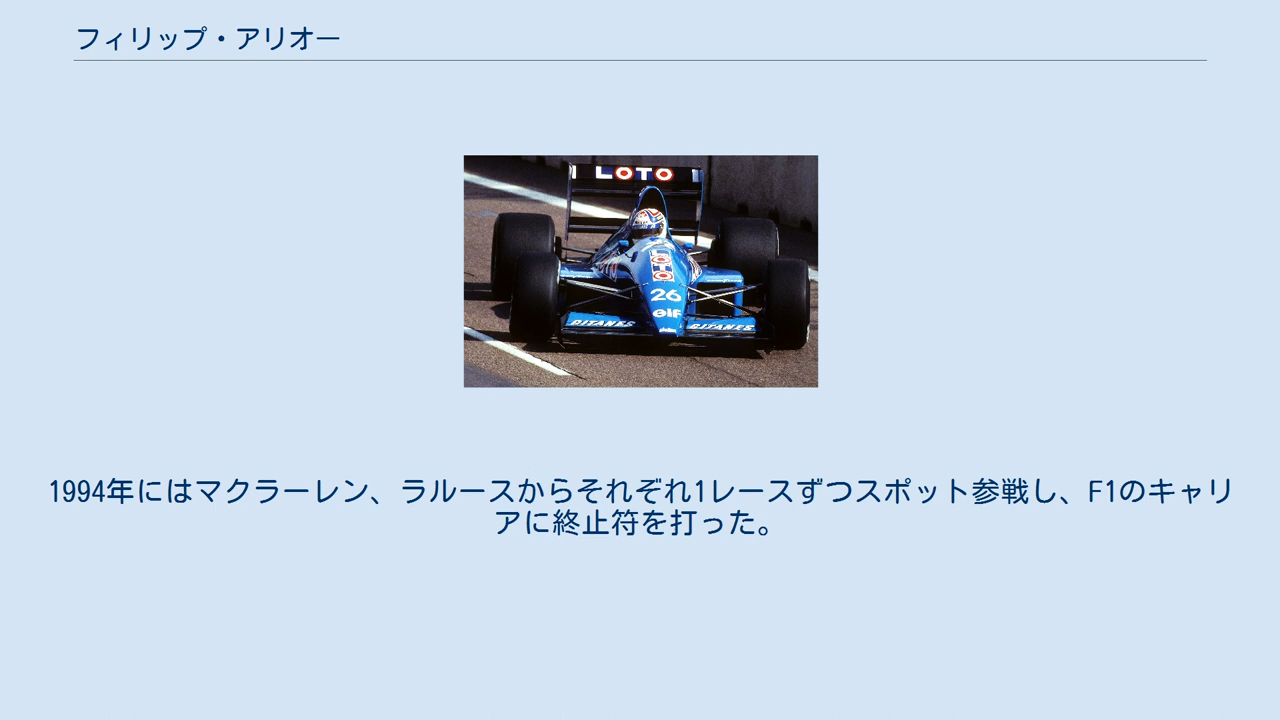 フィリップ・アリオー
LOTO
LOTO
26
elf
GITANES
GITANES
1994年にはマクラーレン、ラルースからそれぞれ1レースずつスポット参戦し、F1のキャリ
アに終止符を打った。